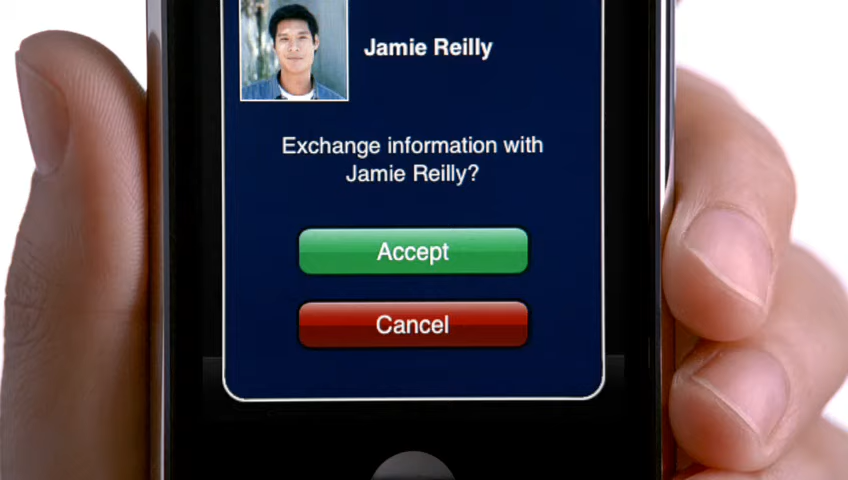 Jamie Reilly
Exchange information with
Jamie Reilly?
Accept
Cancel